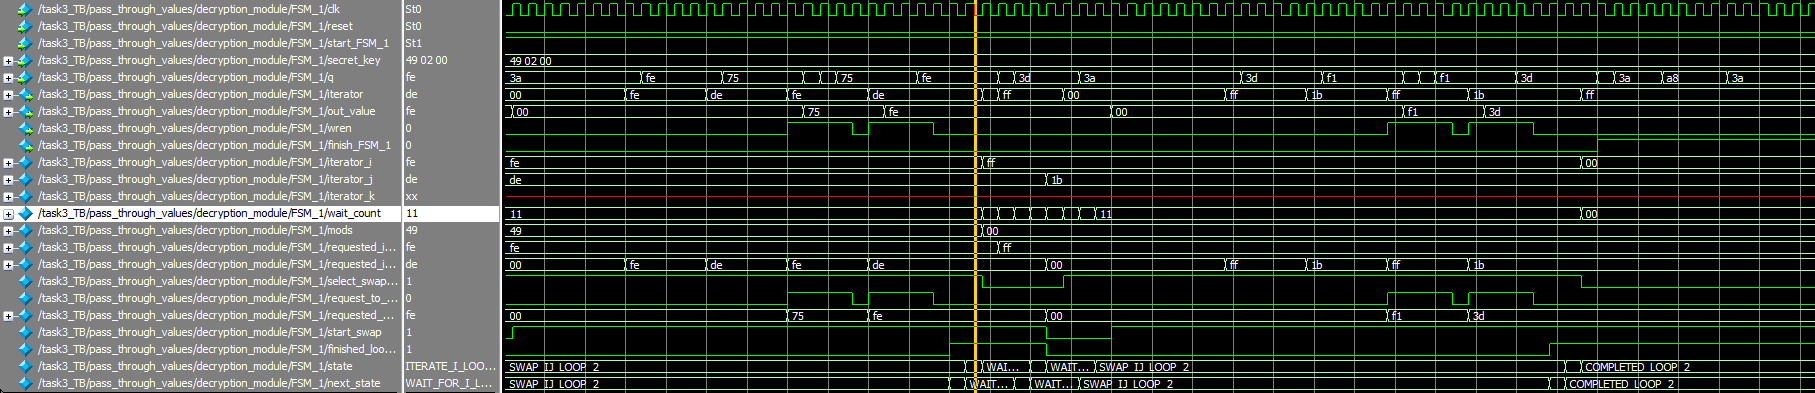 /task3_TB/pass_through_values/decryption_module/FSM_1/clk St0
/task3_TB/pass_through_values/decryption_module/FSM_1/reset St0
/task3_TB/pass_through_values/decryption_module/FSM_1/start_FSM_1 St1
/task3_TB/pass_through_values/decryption_module/FSM_1/secret_key 49 02 00 49 02 00
/task3_TB/pass_through_values/decryption_module/FSM_1/q fe 3a fe 75 75 fe 3d 3a 3d f1 f1 3d 3a a8 3a
/task3_TB/pass_through_values/decryption_module/FSM_1/iterator de 00 fe de fe de ff 00 ff 1b ff 1b ff
/task3_TB/pass_through_values/decryption_module/FSM_1/out_value fe 00 75 fe 00 f1 3d
/task3_TB/pass_through_values/decryption_module/FSM_1/wren 0
/task3_TB/pass_through_values/decryption_module/FSM_1/finish_FSM_1 0
/task3_TB/pass_through_values/decryption_module/FSM_1/iterator_i fe fe ff 00
/task3_TB/pass_through_values/decryption_module/FSM_1/iterator_j de de 1b
/task3_TB/pass_through_values/decryption_module/FSM_1/iterator_k xx
/task3_TB/pass_through_values/decryption_module/FSM_1/wait_count 11 11 11 00
/task3_TB/pass_through_values/decryption_module/FSM_1/mods 49 49 00
/task3_TB/pass_through_values/decryption_module/FSM_1/requested_i... fe fe ff
/task3_TB/pass_through_values/decryption_module/FSM_1/requested_i... de 00 fe de fe de 00 ff 1b ff 1b
/task3_TB/pass_through_values/decryption_module/FSM_1/select_swap... 1
/task3_TB/pass_through_values/decryption_module/FSM_1/request_to_... 0
/task3_TB/pass_through_values/decryption_module/FSM_1/requested_... fe 00 75 fe 00 f1 3d
/task3_TB/pass_through_values/decryption_module/FSM_1/start_swap 1
/task3_TB/pass_through_values/decryption_module/FSM_1/finished_loo... 1
/task3_TB/pass_through_values/decryption_module/FSM_1/state ITERATE_I_LOO... SWAP_IJ_LOOP_2 WAI... WAIT... SWAP_IJ_LOOP_2 COMPLETED_LOOP_2
/task3_TB/pass_through_values/decryption_module/FSM_1/next_state WAIT_FOR_I_L... SWAP_IJ_LOOP_2 WAIT... WAIT... SWAP_IJ_LOOP_2 COMPLETED_LOOP_2